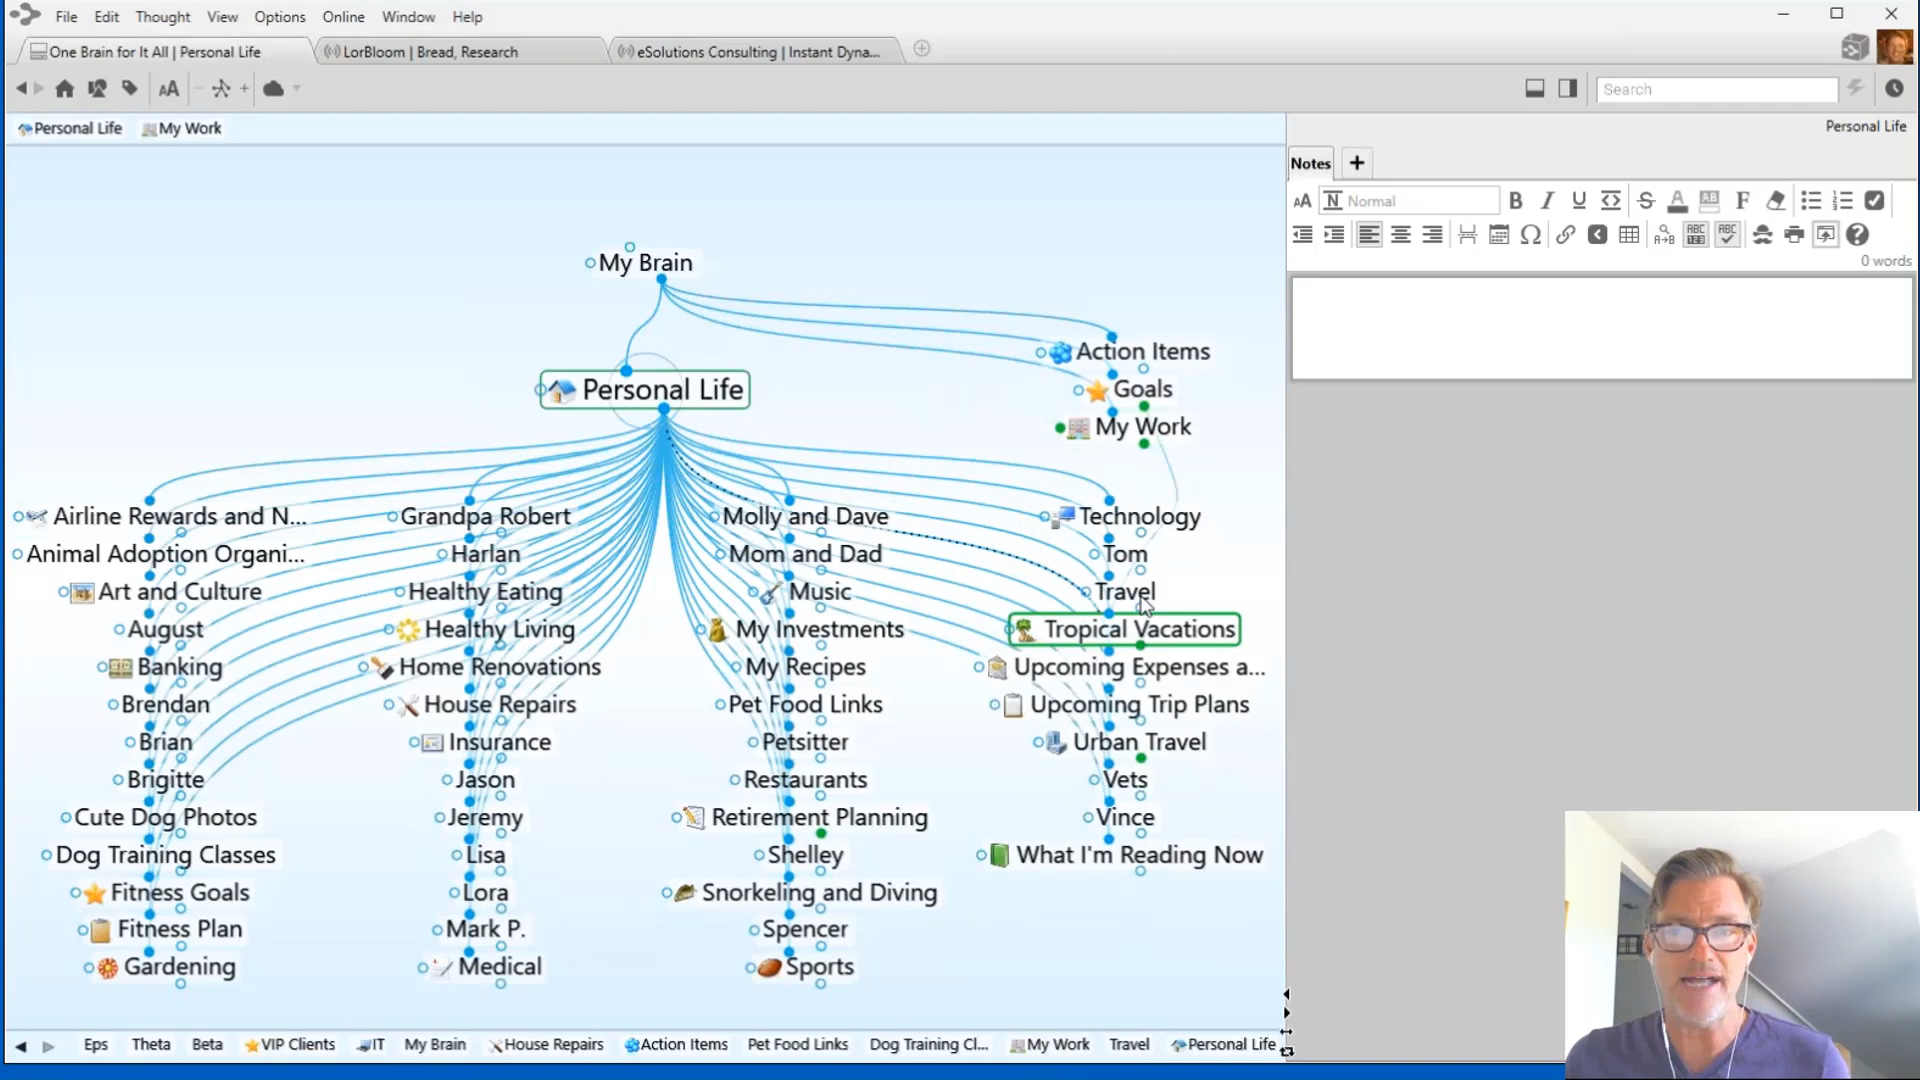 File Edit Thought View Options Online Window Help
One Brain for It All | Personal Life
LorBloom | Bread, Research
eSolutions Consulting | Instant Dyna...
AA
Search
Personal Life
My Work
Personal Life
Notes +
AA N Normal B I U S A AB F
ABC 123 ABC
0 words
My Brain
Personal Life
Action Items
Goals
My Work
Airline Rewards and N...
Animal Adoption Organi...
Art and Culture
August
Banking
Brendan
Brian
Brigitte
Cute Dog Photos
Dog Training Classes
Fitness Goals
Fitness Plan
Gardening
Grandpa Robert
Harlan
Healthy Eating
Healthy Living
Home Renovations
House Repairs
Insurance
Jason
Jeremy
Lisa
Lora
Mark P.
Medical
Molly and Dave
Mom and Dad
Music
My Investments
My Recipes
Pet Food Links
Petsitter
Restaurants
Retirement Planning
Shelley
Snorkeling and Diving
Spencer
Sports
Technology
Tom
Travel
Tropical Vacations
Upcoming Expenses a...
Upcoming Trip Plans
Urban Travel
Vets
Vince
What I'm Reading Now
Eps Theta Beta VIP Clients IT My Brain House Repairs Action Items Pet Food Links Dog Training Cl... My Work Travel Personal Life